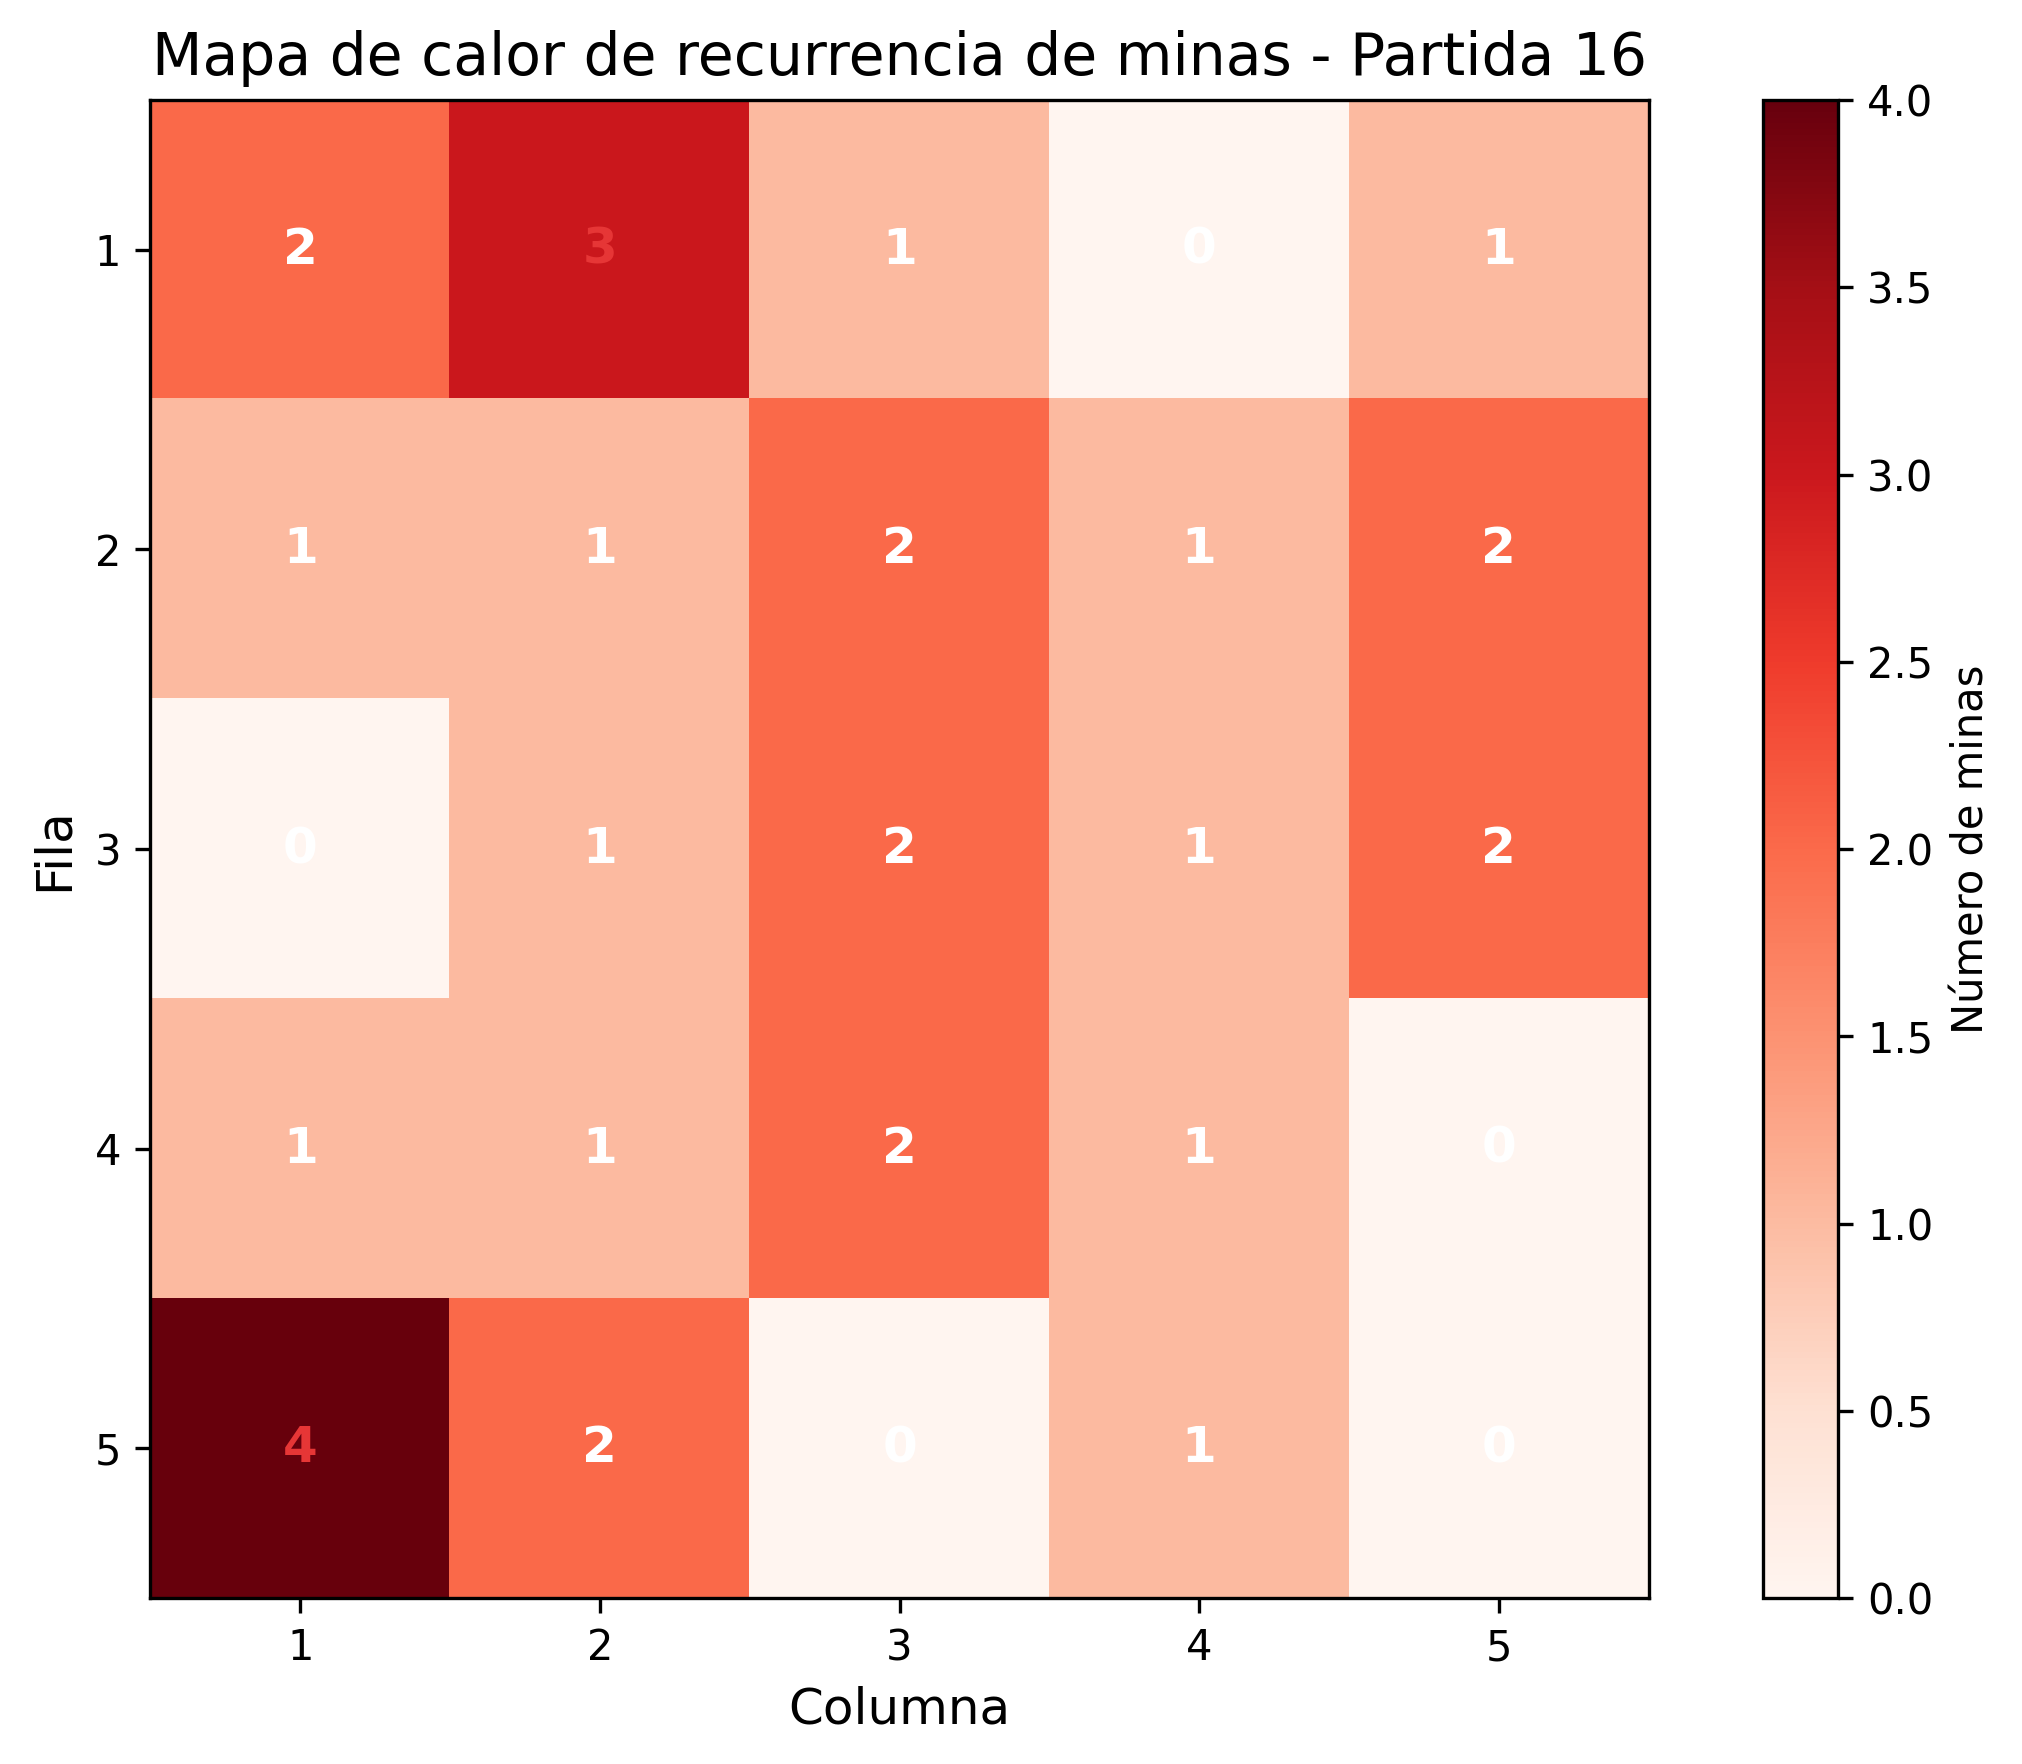 Mapa de calor de recurrencia de minas - Partida 16
4.0
2 3 1 0 1
1
3.5
3.0
1 1 2 1 2
2
2.5
Fila
0 1 2 1 2
3
2.0
Número de minas
1.5
1 1 2 1 0
4
1.0
0.5
4 2 0 1 0
5
0.0
1 2 3 4 5
Columna